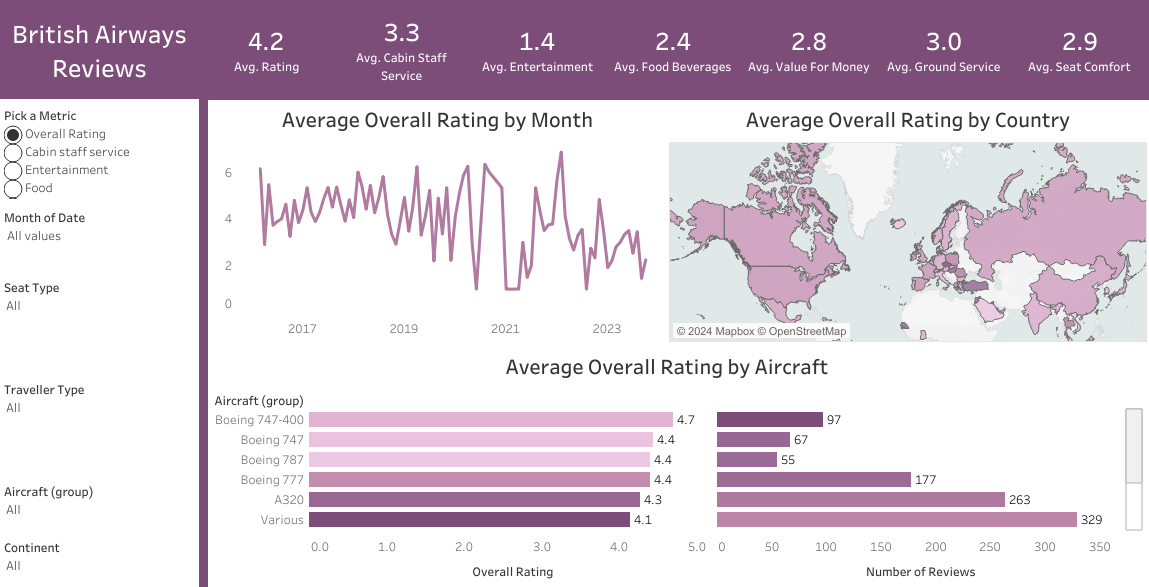 British Airways
Reviews
4.2
Avg. Rating
3.3
Avg. Cabin Staff
Service
1.4
Avg. Entertainment
2.4
Avg. Food Beverages
2.8
Avg. Value For Money
3.0
Avg. Ground Service
2.9
Avg. Seat Comfort
Pick a Metric
Overall Rating
Cabin staff service
Entertainment
Food
Month of Date
All values
Seat Type
All
Traveller Type
All
Aircraft (group)
All
Continent
All
Average Overall Rating by Month
6
4
2
0
2017 2019 2021 2023
Average Overall Rating by Country
© 2024 Mapbox © OpenStreetMap
Average Overall Rating by Aircraft
Aircraft (group)
Boeing 747-400 4.7 97
Boeing 747 4.4 67
Boeing 787 4.4 55
Boeing 777 4.4 177
A320 4.3 263
Various 4.1 329
0.0 1.0 2.0 3.0 4.0 5.0 0 50 100 150 200 250 300 350
Overall Rating Number of Reviews